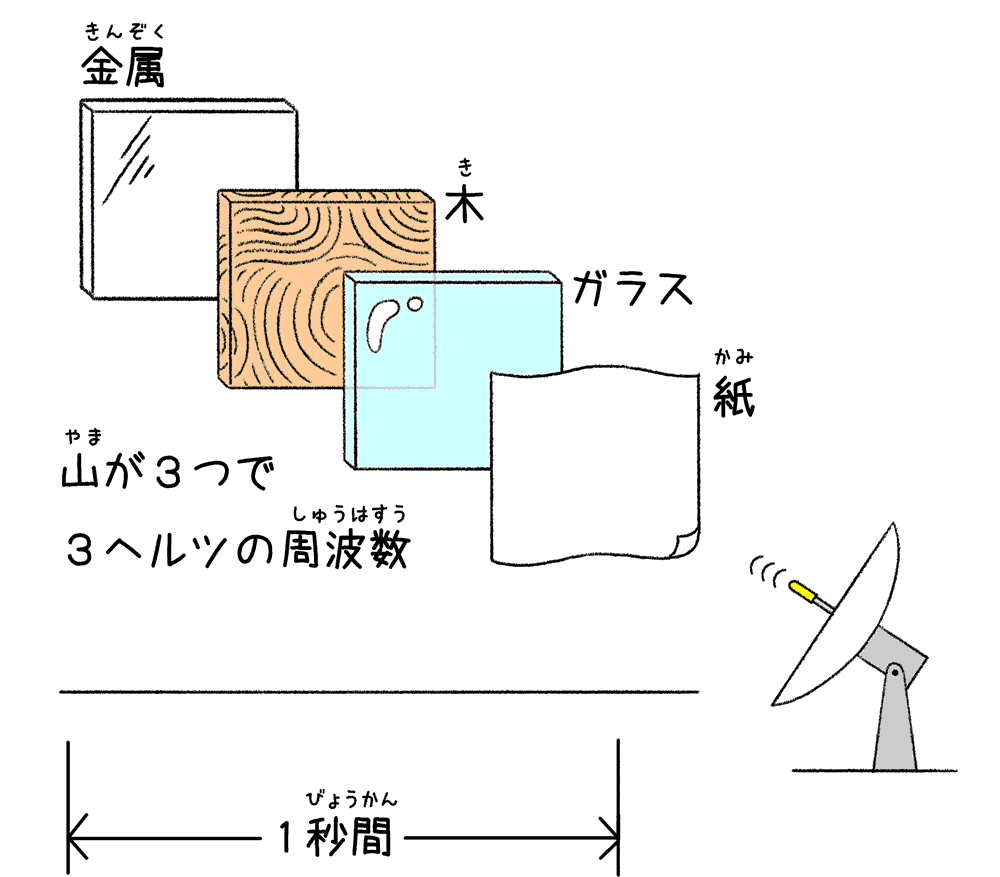 きんぞく
金属
き
木
ガラス
かみ
紙
やま
山が３つで
しゅうはすう
３ヘルツの周波数
びょうかん
１秒間